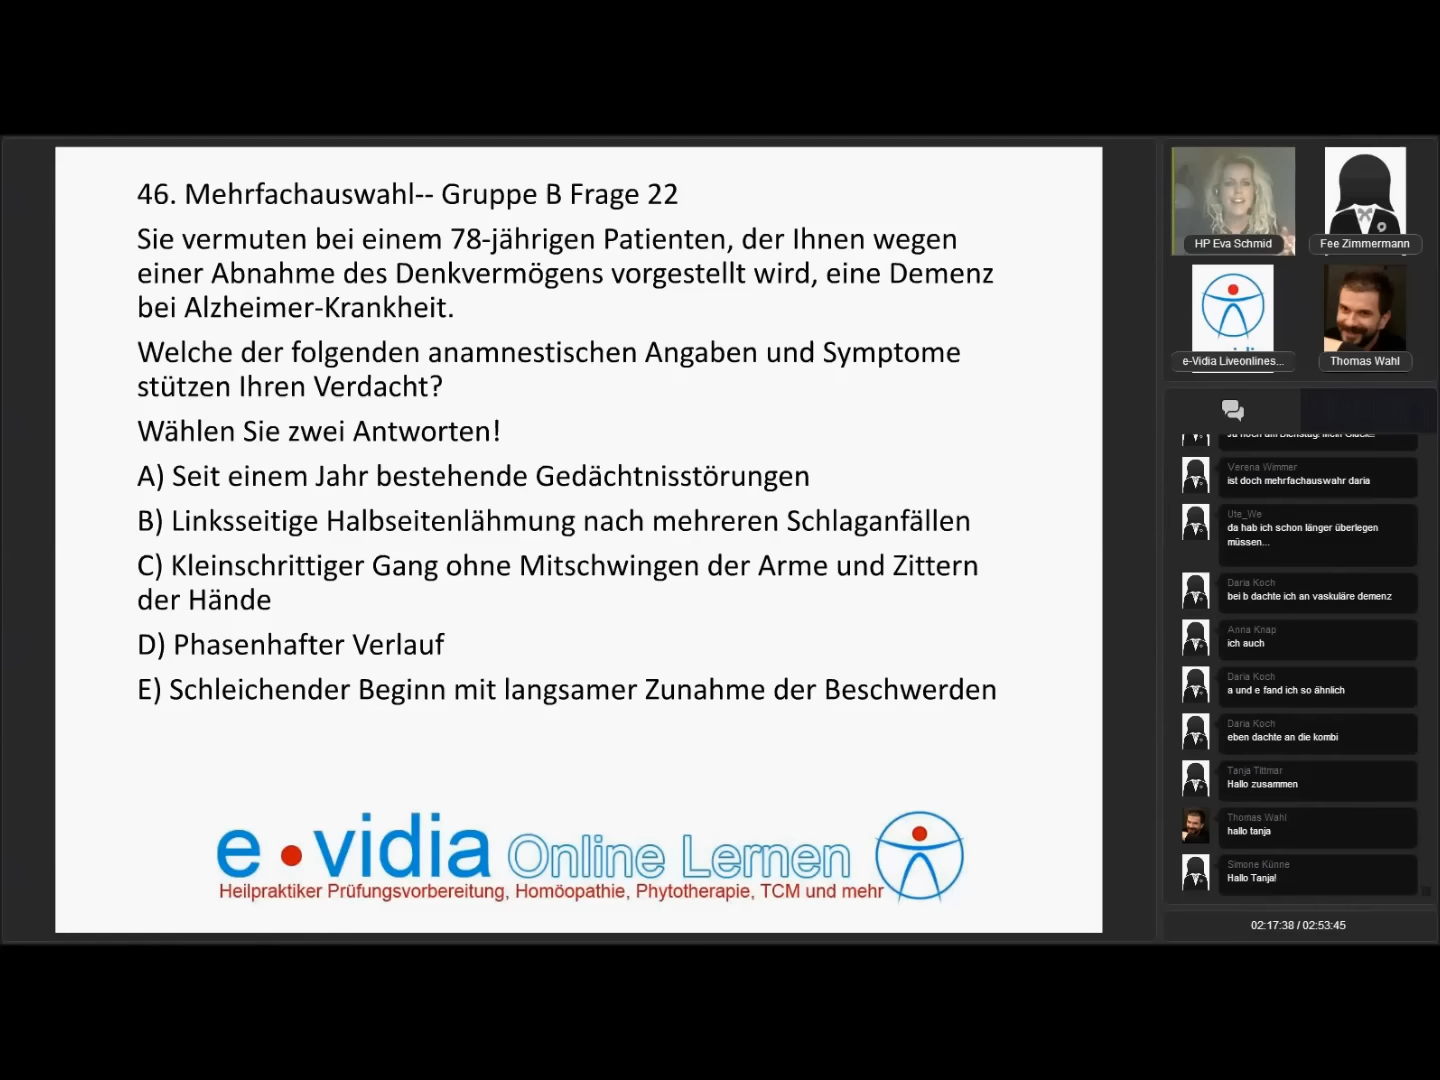 46. Mehrfachauswahl-- Gruppe B Frage 22
Sie vermuten bei einem 78-jährigen Patienten, der Ihnen wegen
einer Abnahme des Denkvermögens vorgestellt wird, eine Demenz
bei Alzheimer-Krankheit.
Welche der folgenden anamnestischen Angaben und Symptome
stützen Ihren Verdacht?
Wählen Sie zwei Antworten!
A) Seit einem Jahr bestehende Gedächtnisstörungen
B) Linksseitige Halbseitenlähmung nach mehreren Schlaganfällen
C) Kleinschrittiger Gang ohne Mitschwingen der Arme und Zittern
der Hände
D) Phasenhafter Verlauf
E) Schleichender Beginn mit langsamer Zunahme der Beschwerden
e vidia Online Lernen
Heilpraktiker Prüfungsvorbereitung, Homöopathie, Phytotherapie, TCM und mehr
HP Eva Schmid
Fee Zimmermann
e-Vidia Liveonlines...
Thomas Wahl
Verena Wimmer
ist doch mehrfachauswahr daria
Ute_We
da hab ich schon länger überlegen
müssen...
Daria Koch
bei b dachte ich an vaskuläre demenz
Anna Knap
ich auch
Daria Koch
a und e fand ich so ähnlich
Daria Koch
eben dachte an die kombi
Tanja Tittmar
Hallo zusammen
Thomas Wahl
hallo tanja
Simone Künne
Hallo Tanja!
02:17:38 / 02:53:45